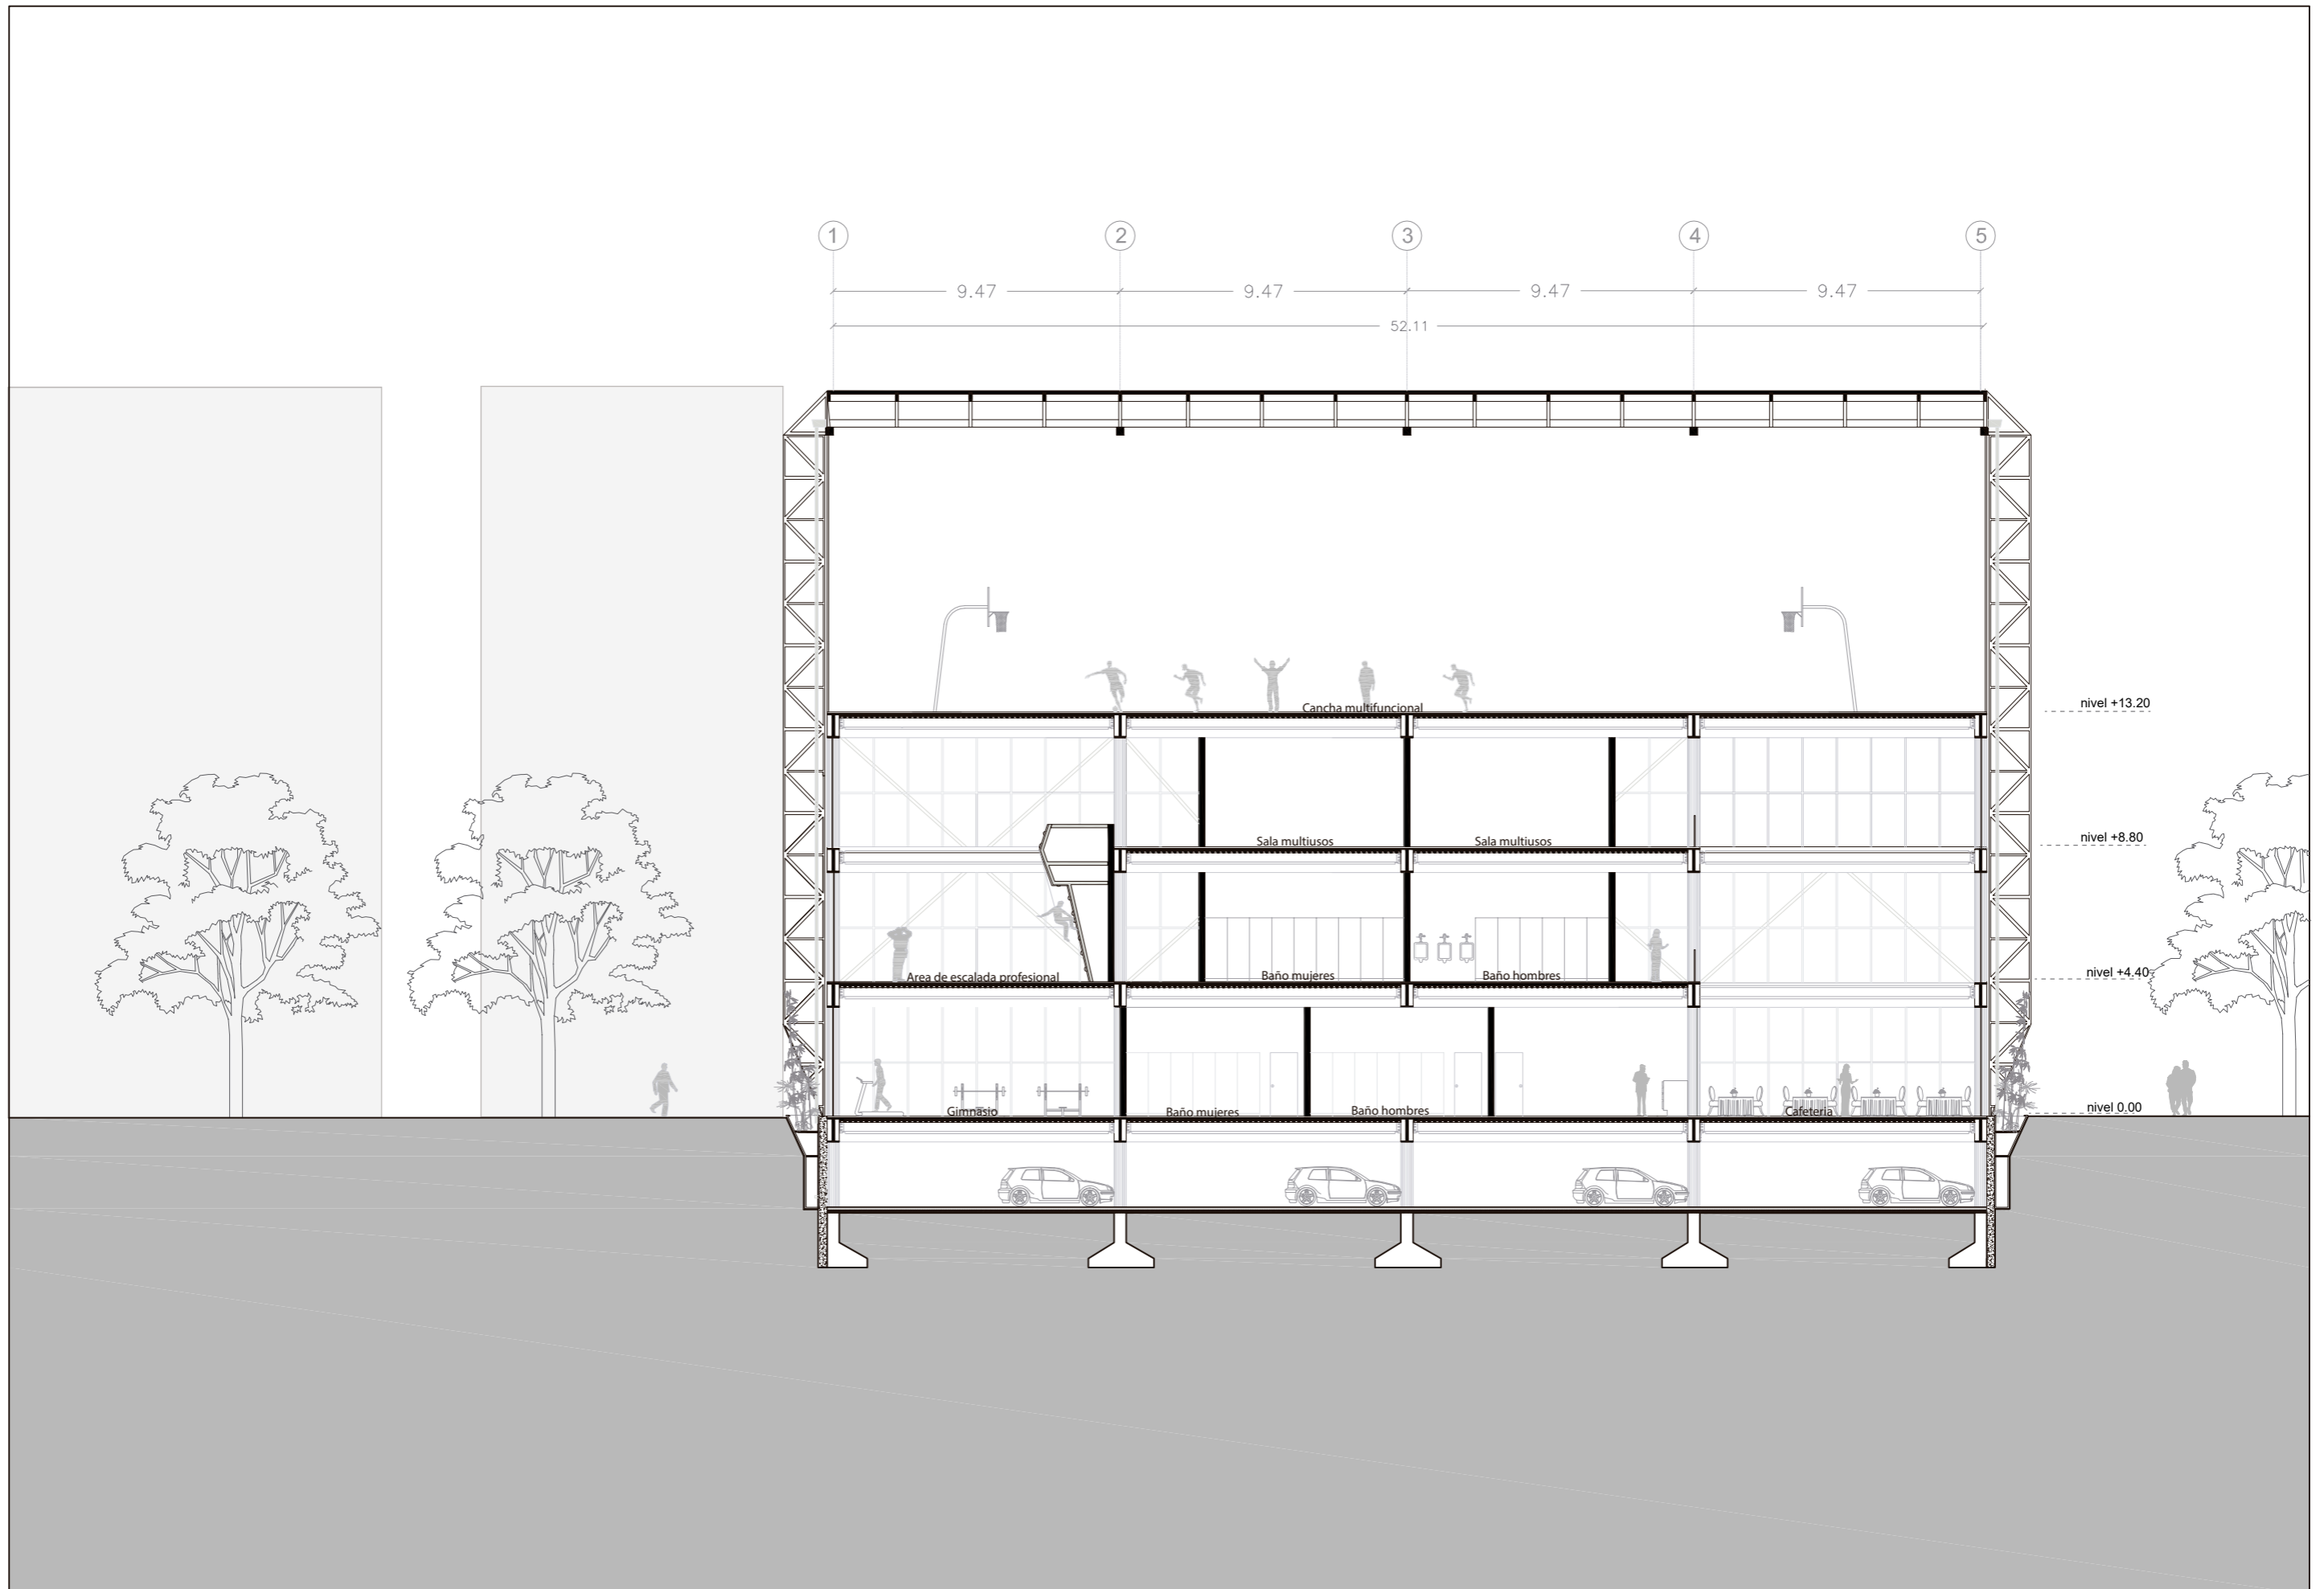 1 2 3 4 5
9.47 9.47 9.47 9.47
52.11
Cancha multifuncional
nivel +13.20
Sala multiusos Sala multiusos
nivel +8.80
Area de escalada profesional Baño mujeres Baño hombres
nivel +4.40
Gimnasio Baño mujeres Baño hombres Cafeteria
nivel 0.00